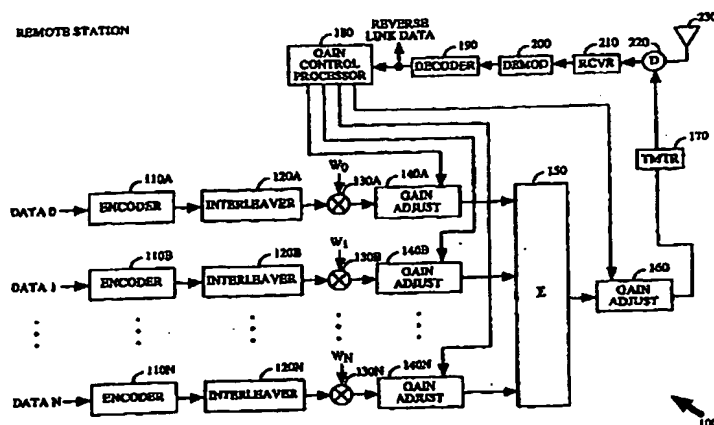 REMOTE STATION
REVERSE LINK DATA
180
GAIN CONTROL PROCESSOR
190
DECODER
200
DEMOD
210
RCVR
220
D
230
170
TMTR
DATA 0
110A
ENCODER
120A
INTERLEAVER
W0
130A
140A
GAIN ADJUST
150
Σ
DATA 1
110B
ENCODER
120B
INTERLEAVER
W1
130B
140B
GAIN ADJUST
160
GAIN ADJUST
DATA N
110N
ENCODER
120N
INTERLEAVER
WN
130N
140N
GAIN ADJUST